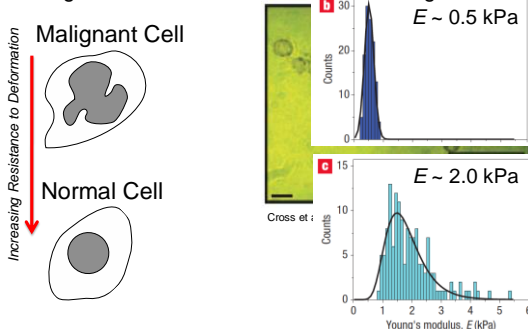 Malignant Cell
Increasing Resistance to Deformation
Normal Cell
Cross et a
b
E ~ 0.5 kPa
Counts
30
20
10
0
c
E ~ 2.0 kPa
Counts
15
10
5
0
0 1 2 3 4 5 6
Young's modulus, E (kPa)